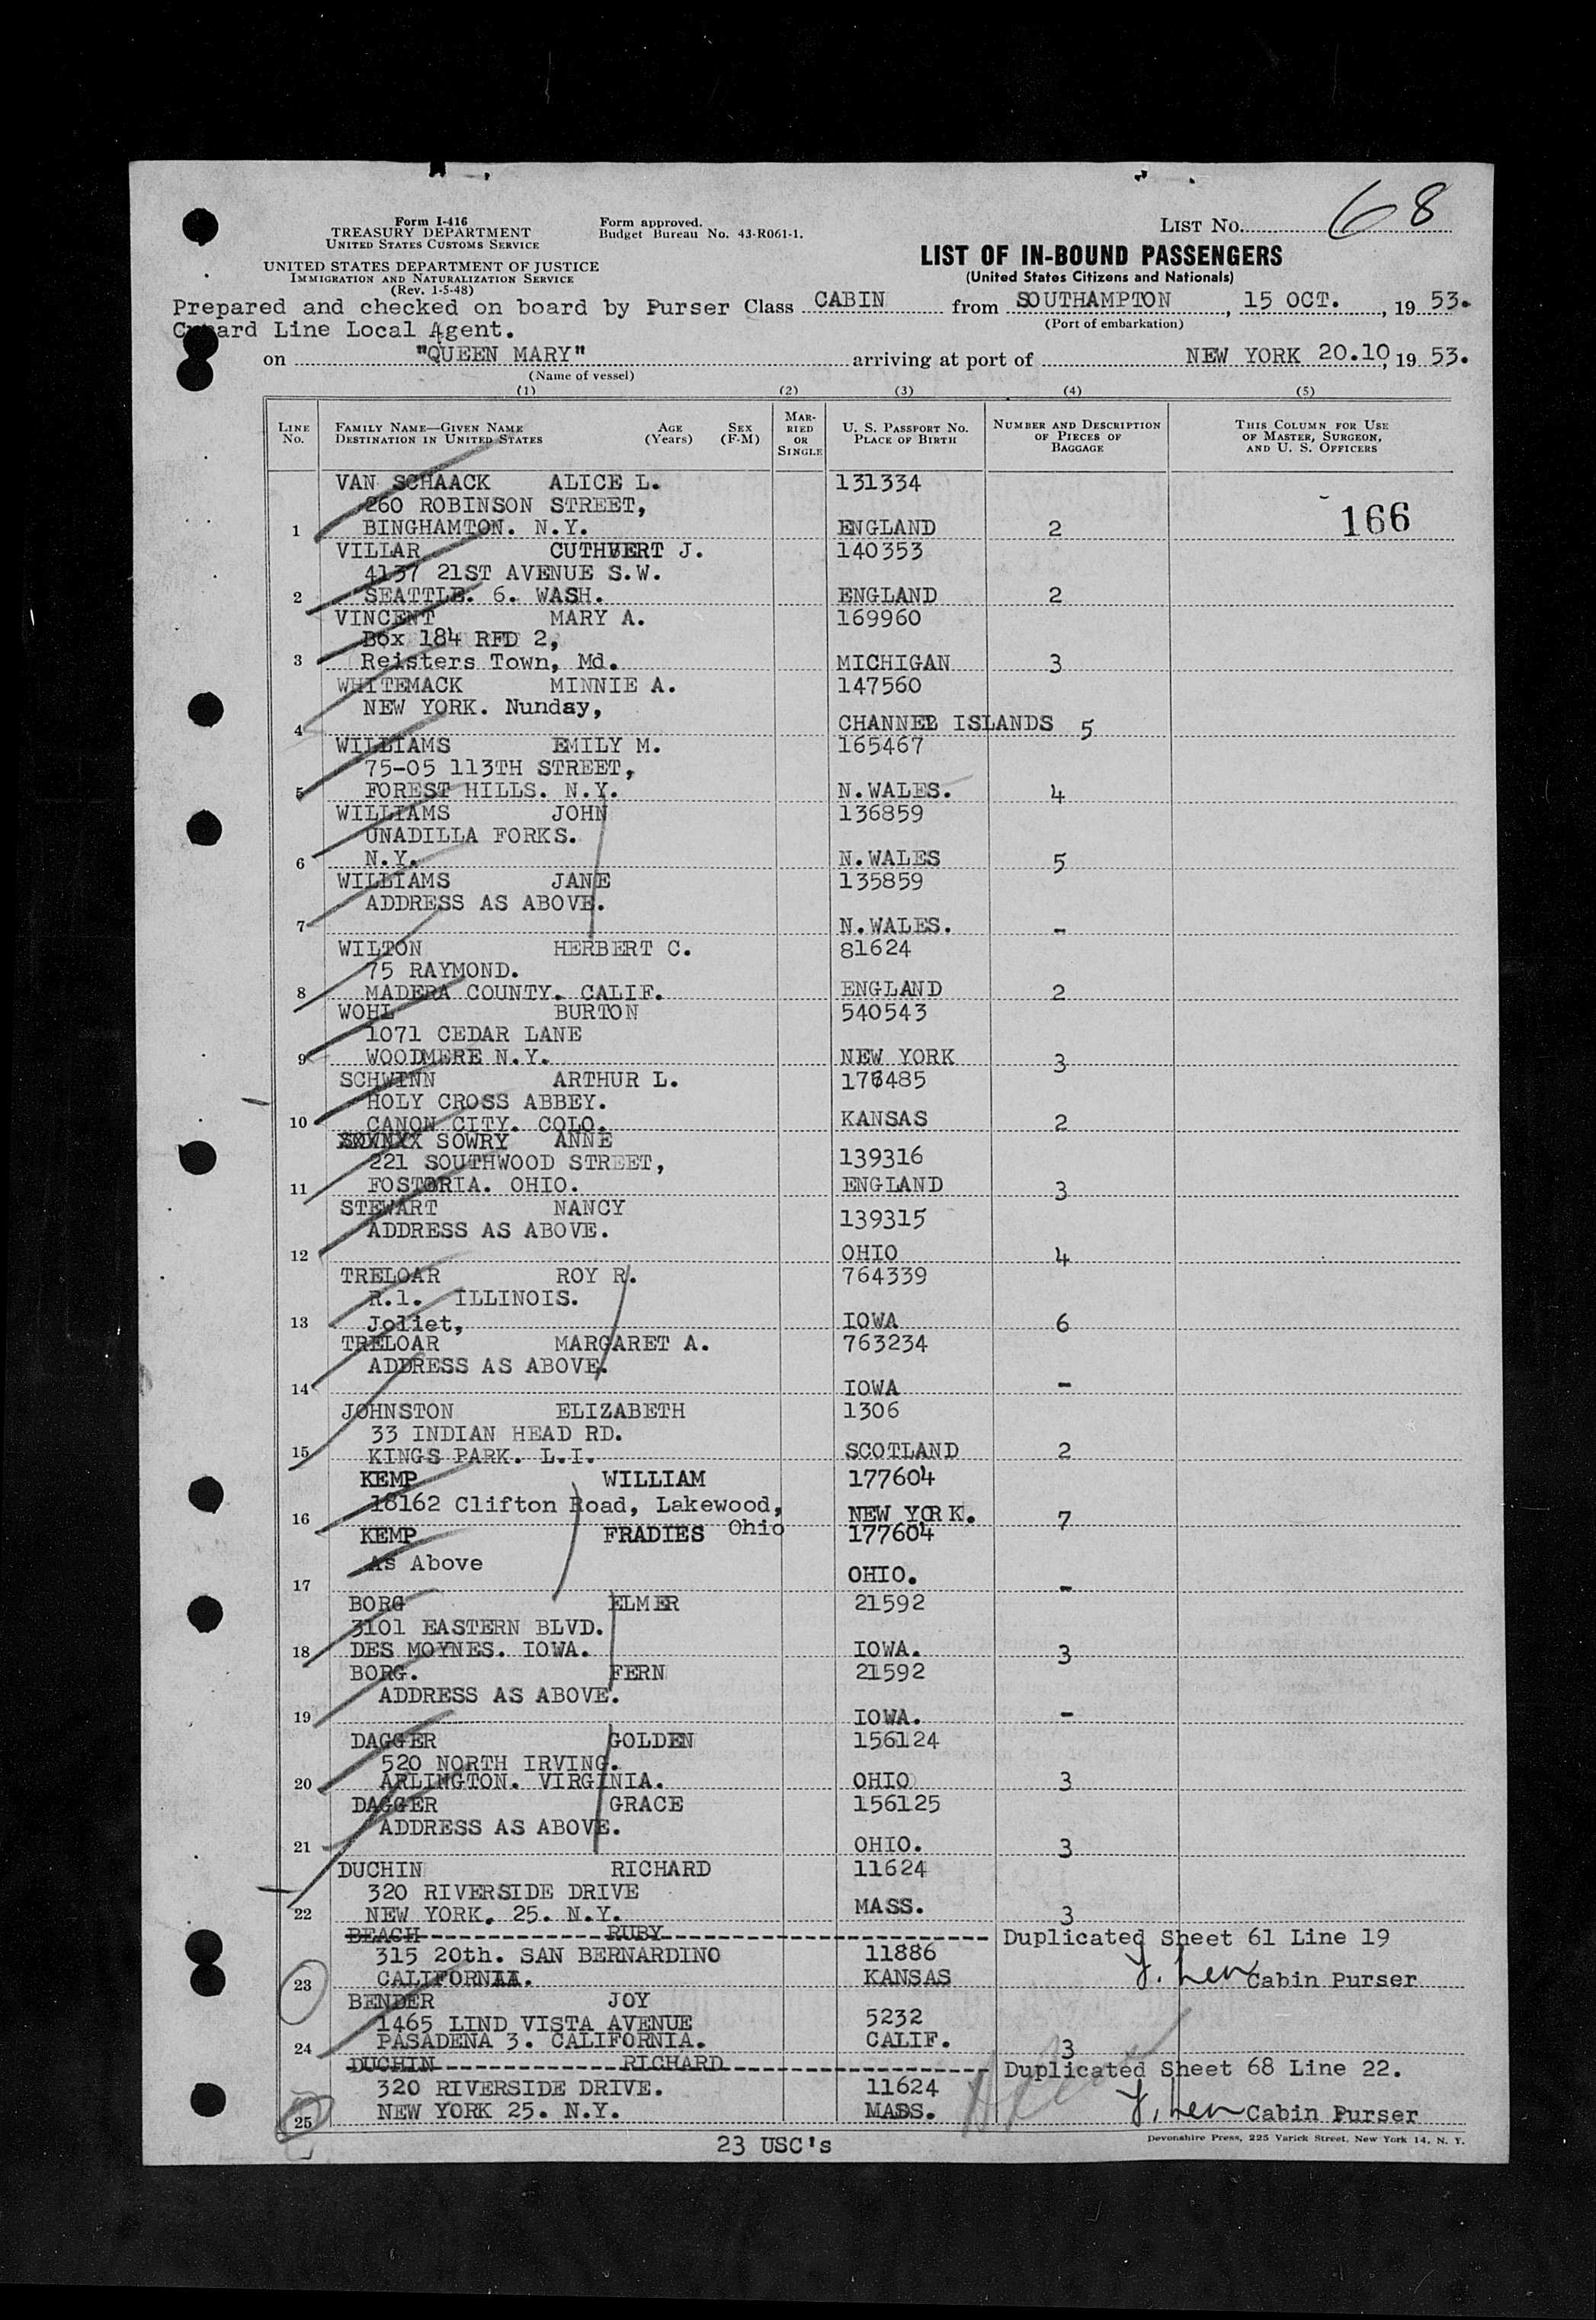 Form I-416
TREASURY DEPARTMENT
UNITED STATES CUSTOMS SERVICE
UNITED STATES DEPARTMENT OF JUSTICE
IMMIGRATION AND NATURALIZATION SERVICE
(Rev. 1-5-48)
Form approved.
Budget Bureau No. 43-R061-1.
LIST No. 68
LIST OF IN-BOUND PASSENGERS
(United States Citizens and Nationals)
Prepared and checked on board by Purser Class CABIN from SOUTHAMPTON, 15 OCT., 19 53.
Cunard Line Local Agent. (Port of embarkation)
on "QUEEN MARY" arriving at port of NEW YORK 20.10, 19 53.
(Name of vessel)
(1) (2) (3) (4) (5)
LINE No. FAMILY NAME—GIVEN NAME DESTINATION IN UNITED STATES AGE (Years) SEX (F-M) MARRIED OR SINGLE U. S. PASSPORT No. PLACE OF BIRTH NUMBER AND DESCRIPTION OF PIECES OF BAGGAGE THIS COLUMN FOR USE OF MASTER, SURGEON, AND U. S. OFFICERS
VAN SCHAACK ALICE L. 131334
260 ROBINSON STREET,
1 BINGHAMTON. N.Y. ENGLAND 2 166
VILLAR CUTHBERT J. 140353
4137 21ST AVENUE S.W.
2 SEATTLE. 6. WASH. ENGLAND 2
VINCENT MARY A. 169960
Box 184 RFD 2,
3 Reisters Town, Md. MICHIGAN 3
WHITEMACK MINNIE A. 147560
NEW YORK. Nunday,
4 CHANNEL ISLANDS 5
WILLIAMS EMILY M. 165467
75-05 113TH STREET,
5 FOREST HILLS. N.Y. N.WALES. 4
WILLIAMS JOHN 136859
UNADILLA FORKS.
6 N.Y. N.WALES 5
WILLIAMS JANE 135859
ADDRESS AS ABOVE.
7 N.WALES. -
WILTON HERBERT C. 81624
75 RAYMOND.
8 MADERA COUNTY. CALIF. ENGLAND 2
WOHL BURTON 540543
1071 CEDAR LANE
9 WOODMERE N.Y. NEW YORK 3
SCHWINN ARTHUR L.
HOLY CROSS ABBEY.
10 CANON CITY. COLO. KANSAS 2
SOWRY ANNE
221 SOUTHWOOD STREET, 139316
11 FOSTORIA. OHIO. ENGLAND 3
STEWART NANCY 139315
ADDRESS AS ABOVE.
12 OHIO 4
TRELOAR ROY R. 764339
R.1. ILLINOIS.
13 Joliet, IOWA 6
TRELOAR MARGARET A. 763234
ADDRESS AS ABOVE.
14 IOWA -
JOHNSTON ELIZABETH 1306
33 INDIAN HEAD RD.
15 KINGS PARK. L.I. SCOTLAND 2
KEMP WILLIAM 177604
18162 Clifton Road, Lakewood,
16 NEW YORK. 7
KEMP FRADIES Ohio 177604
As Above
17 OHIO. -
BORG ELMER 21592
3101 EASTERN BLVD.
18 DES MOYNES. IOWA. IOWA. 3
BORG. FERN 21592
ADDRESS AS ABOVE.
19 IOWA. -
DAGGER GOLDEN 156124
520 NORTH IRVING.
20 ARLINGTON. VIRGINIA. OHIO 3
DAGGER GRACE 156125
ADDRESS AS ABOVE.
21 OHIO. 3
DUCHIN RICHARD 11624
320 RIVERSIDE DRIVE
22 NEW YORK. 25. N.Y. MASS. 3
BEACH RUBY Duplicated Sheet 61 Line 19
315 20th. SAN BERNARDINO 11886
23 CALIFORNIA. KANSAS Cabin Purser
BENDER JOY
1465 LIND VISTA AVENUE 5232
24 PASADENA 3. CALIFORNIA. CALIF. 3
DUCHIN RICHARD Duplicated Sheet 68 Line 22.
320 RIVERSIDE DRIVE. 11624
25 NEW YORK 25. N.Y. MASS. Cabin Purser
23 USC's
Devonshire Press, 225 Varick Street, New York 14, N. Y.